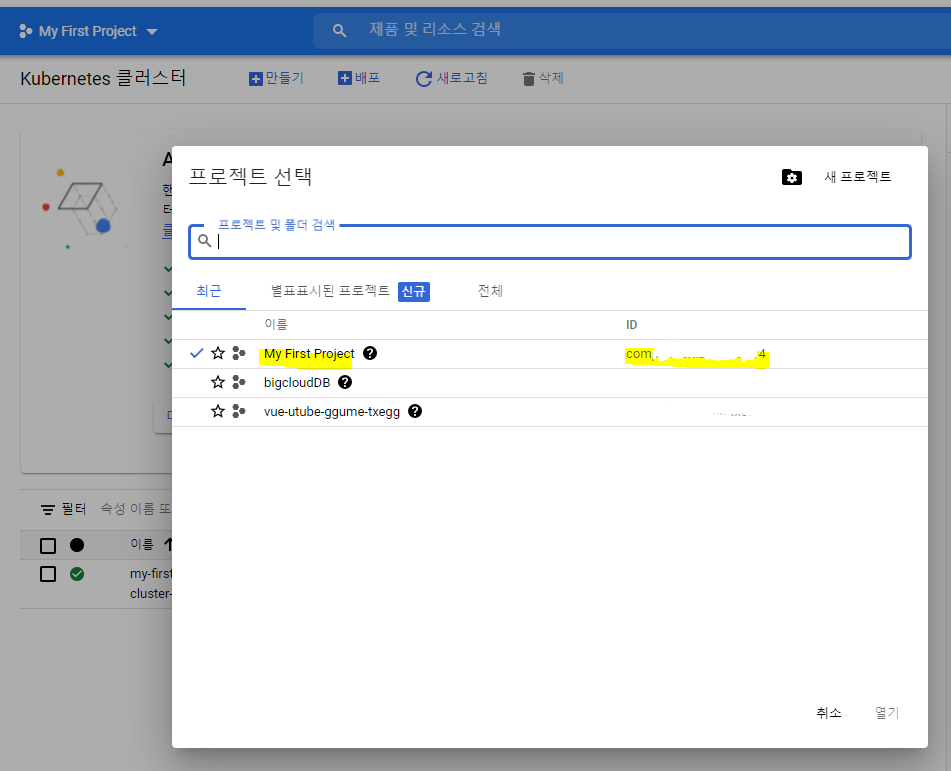 My First Project
제품 및 리소스 검색
Kubernetes 클러스터
만들기
배포
새로고침
삭제
프로젝트 선택
새 프로젝트
프로젝트 및 폴더 검색
최근
별표표시된 프로젝트
신규
전체
이름
ID
My First Project
com
4
bigcloudDB
vue-utube-ggume-txegg
필터
속성 이름 또
이름
my-first
cluster-
취소
열기